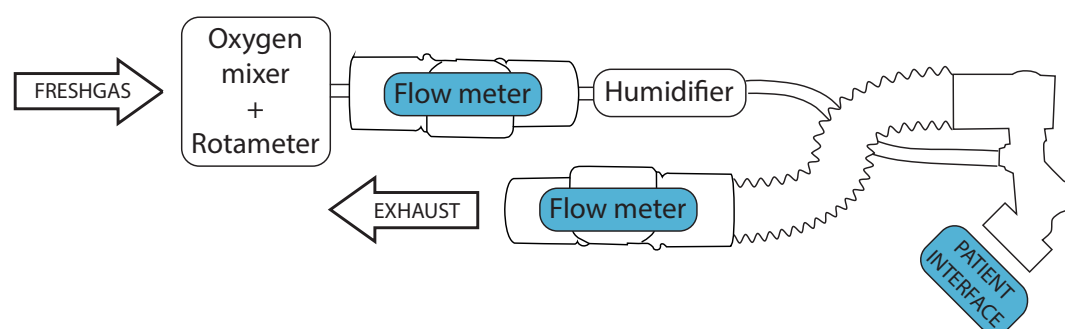 FRESHGAS
Oxygen
mixer
+
Rotameter
Flow meter
Humidifier
EXHAUST
Flow meter
PATIENT
INTERFACE